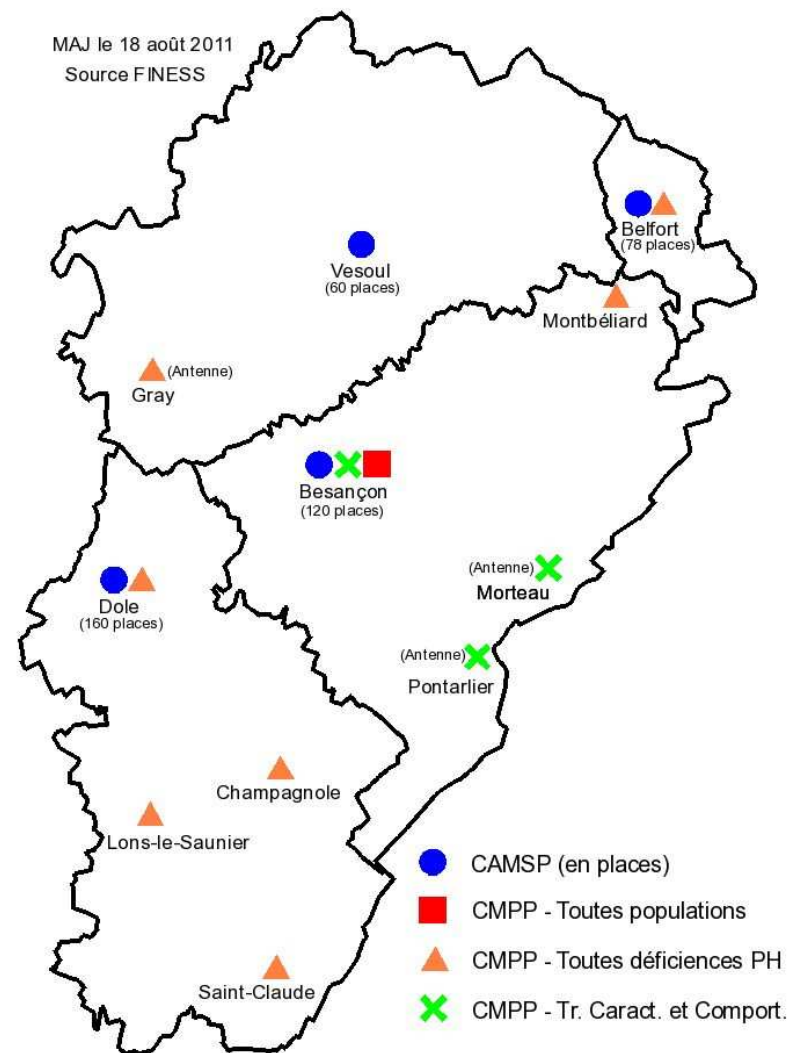 MAJ le 18 août 2011
Source FINESS
Belfort
(78 places)
Vesoul
(60 places)
Montbéliard
(Antenne)
Gray
Besançon
(120 places)
(Antenne)
Morteau
Dole
(160 places)
(Antenne)
Pontarlier
Champagnole
Lons-le-Saunier
Saint-Claude
CAMSP (en places)
CMPP - Toutes populations
CMPP - Toutes déficiences PH
CMPP - Tr. Caract. et Comport.